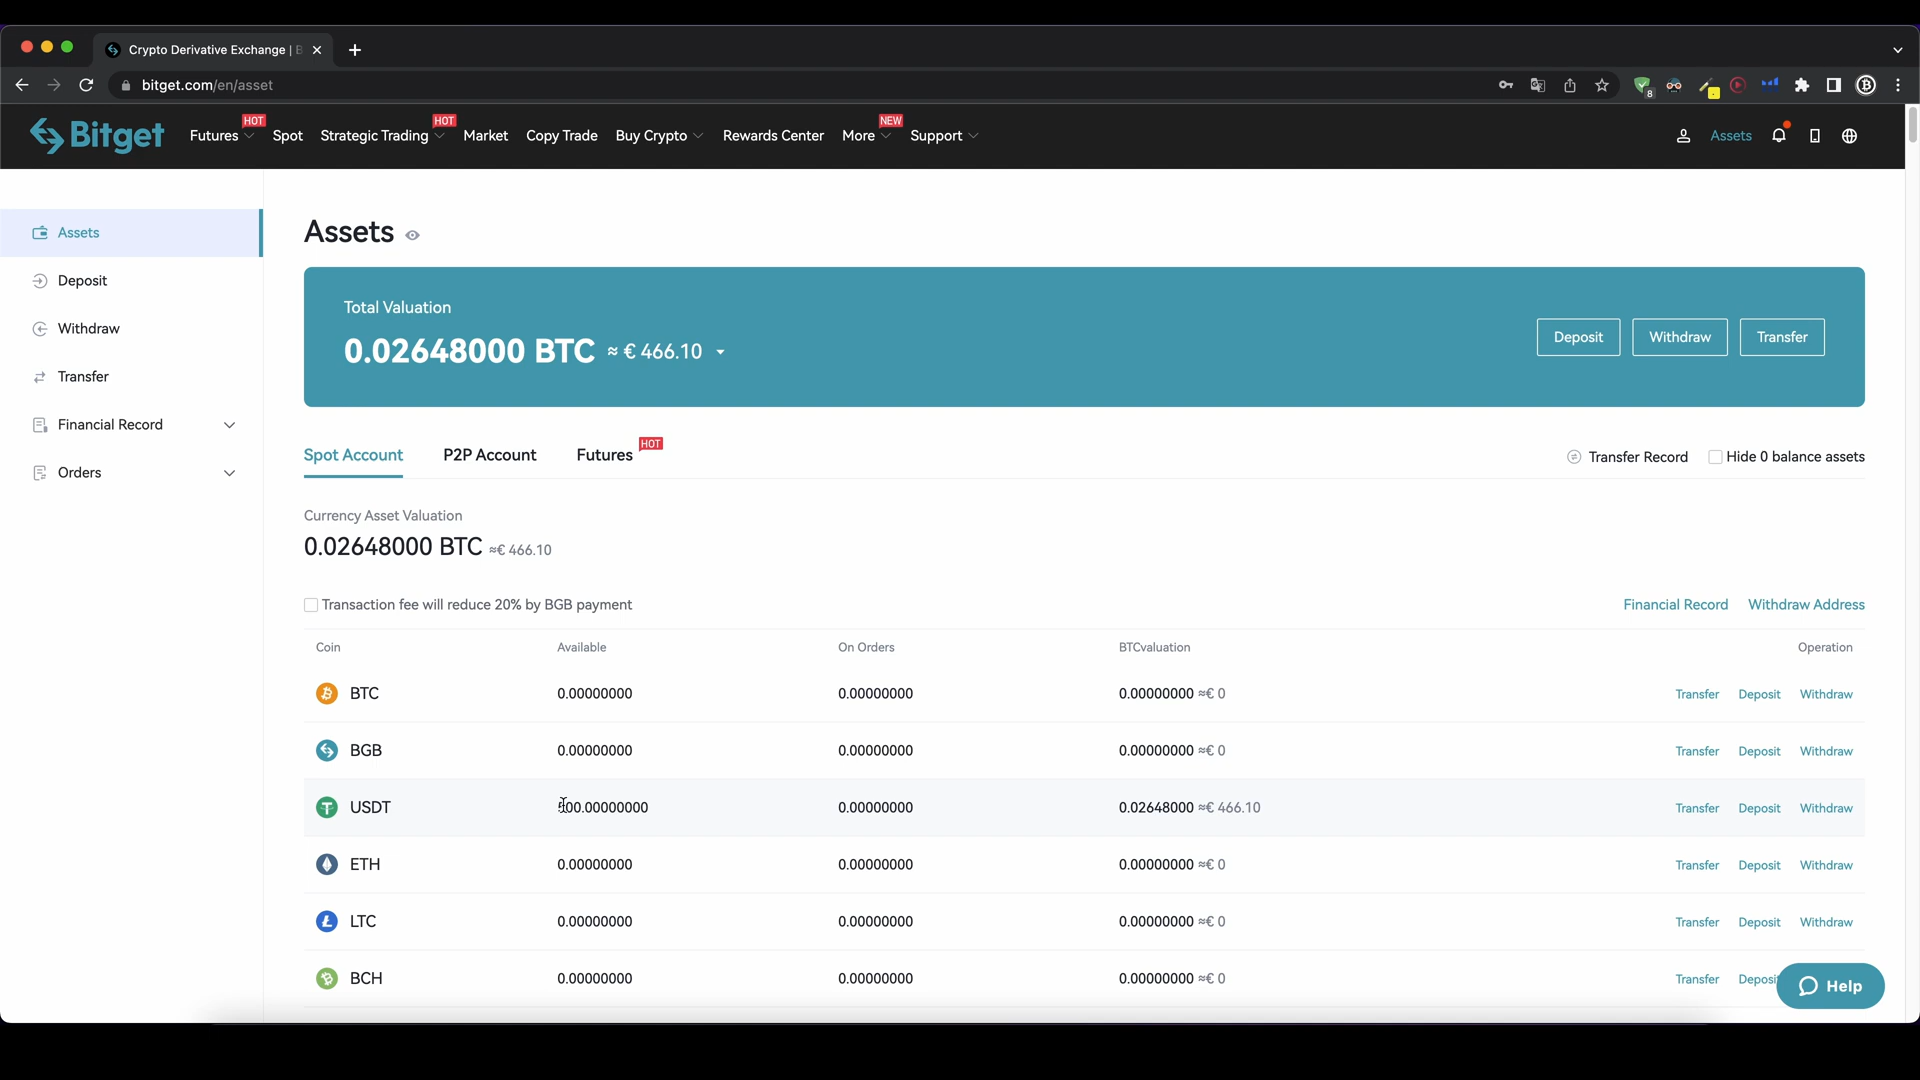 Crypto Derivative Exchange | B
bitget.com/en/asset
8
Bitget
Futures HOT Spot Strategic Trading HOT Market Copy Trade Buy Crypto Rewards Center More NEW Support Assets
Assets
Deposit
Withdraw
Transfer
Financial Record
Orders
Assets
Total Valuation
0.02648000 BTC ≈ € 466.10
Deposit Withdraw Transfer
Spot Account P2P Account Futures HOT Transfer Record Hide 0 balance assets
Currency Asset Valuation
0.02648000 BTC ≈€ 466.10
Transaction fee will reduce 20% by BGB payment Financial Record Withdraw Address
Coin Available On Orders BTCvaluation Operation
BTC 0.00000000 0.00000000 0.00000000 ≈€ 0 Transfer Deposit Withdraw
BGB 0.00000000 0.00000000 0.00000000 ≈€ 0 Transfer Deposit Withdraw
USDT 500.00000000 0.00000000 0.02648000 ≈€ 466.10 Transfer Deposit Withdraw
ETH 0.00000000 0.00000000 0.00000000 ≈€ 0 Transfer Deposit Withdraw
LTC 0.00000000 0.00000000 0.00000000 ≈€ 0 Transfer Deposit Withdraw
BCH 0.00000000 0.00000000 0.00000000 ≈€ 0 Transfer Deposit
Help